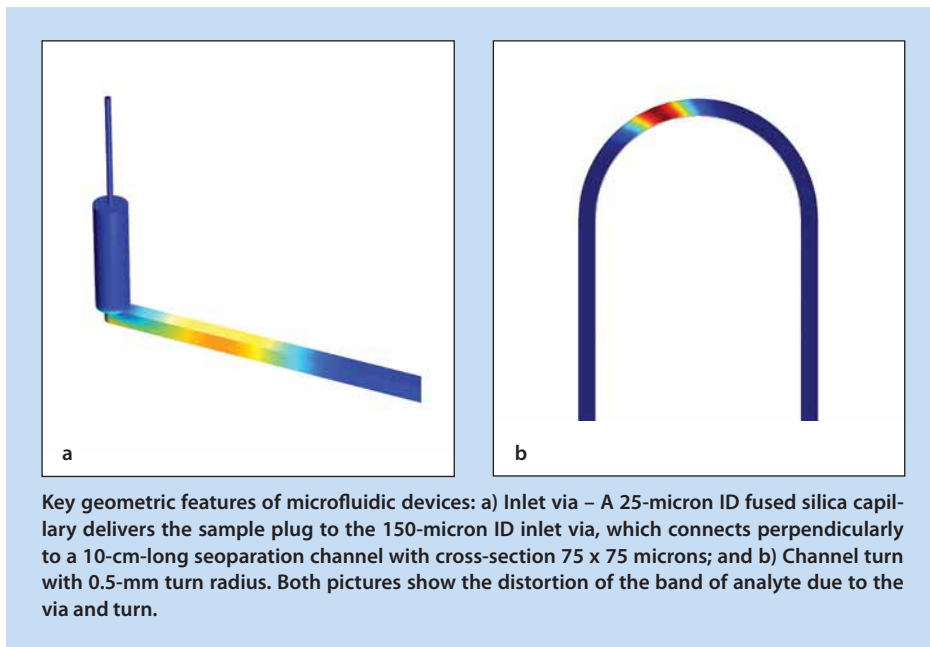 a
b
Key geometric features of microfluidic devices: a) Inlet via – A 25-micron ID fused silica capil-
lary delivers the sample plug to the 150-micron ID inlet via, which connects perpendicularly
to a 10-cm-long seoparation channel with cross-section 75 x 75 microns; and b) Channel turn
with 0.5-mm turn radius. Both pictures show the distortion of the band of analyte due to the
via and turn.